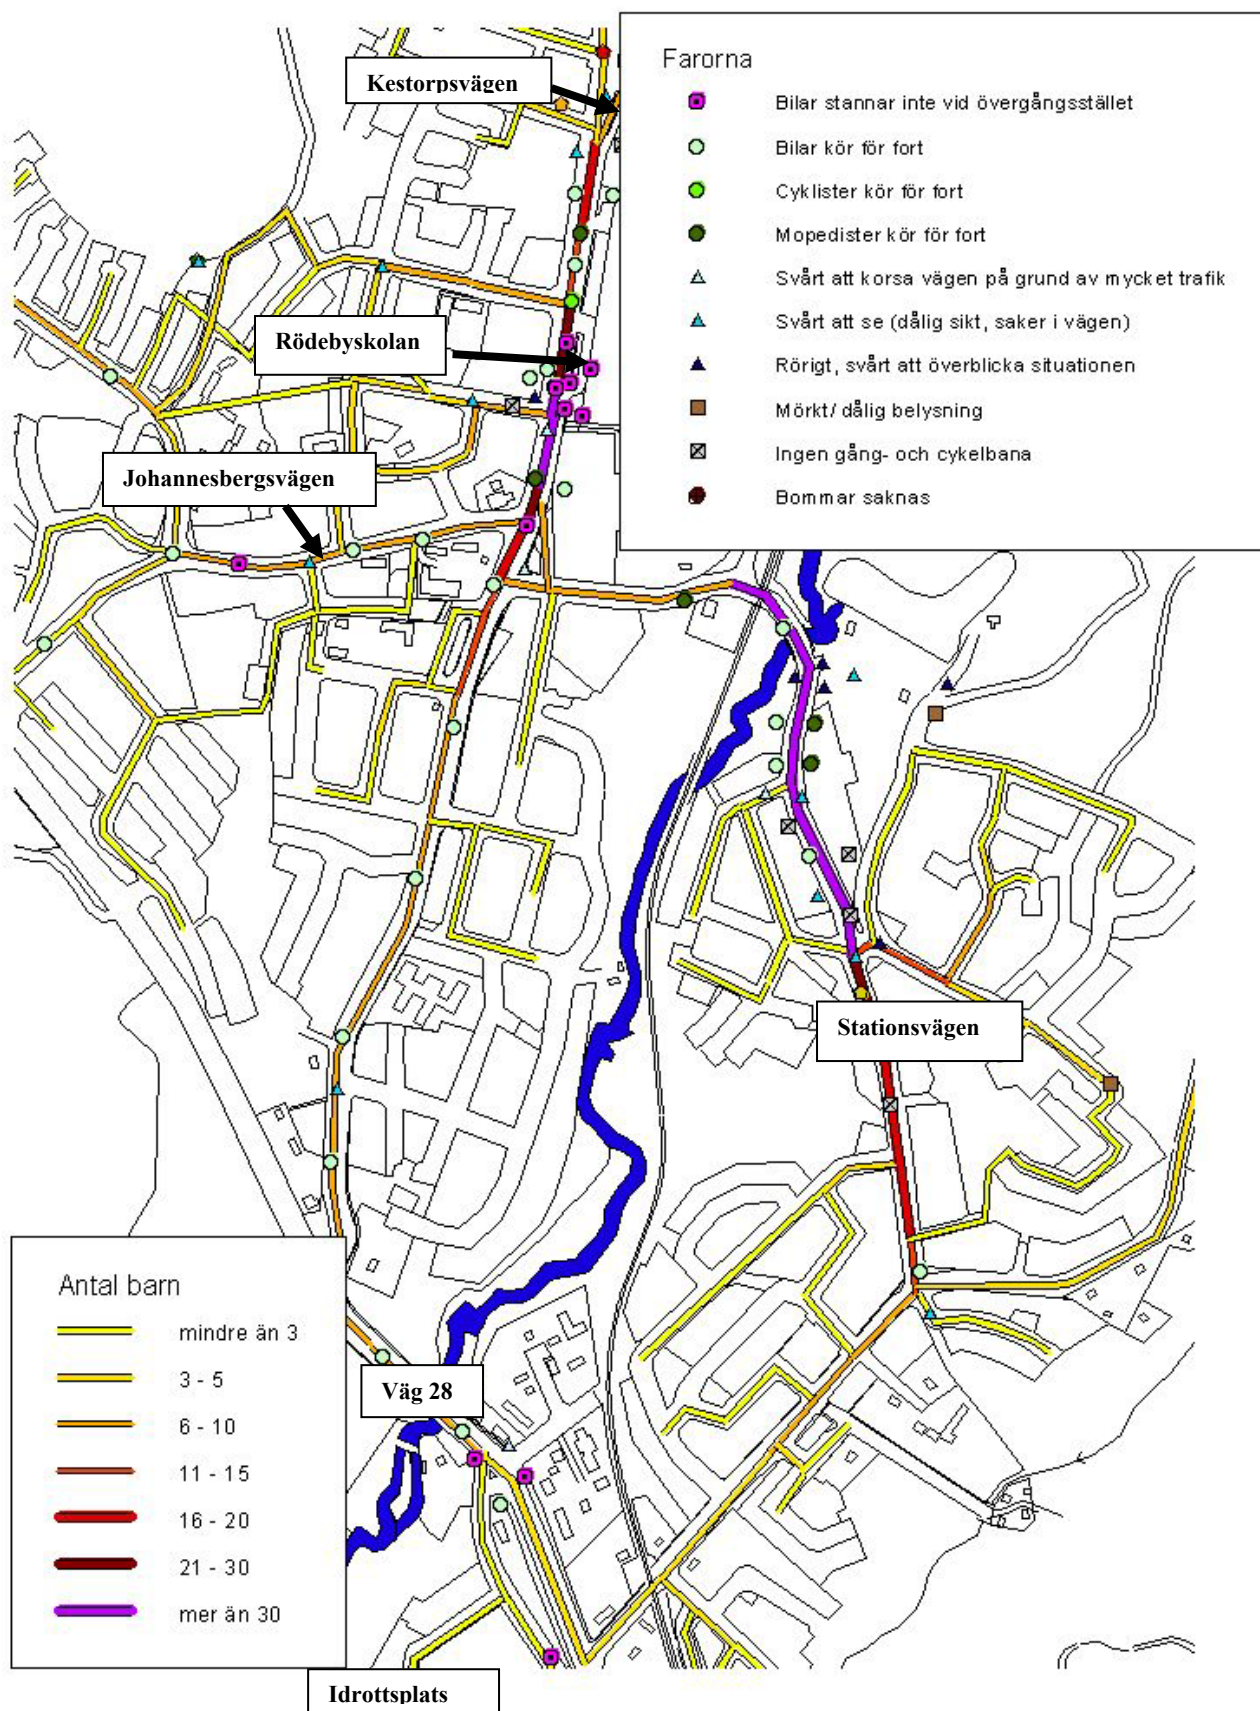 Kestorpsvägen
Farorna
Bilar stannar inte vid övergångsstället
Bilar kör för fort
Cyklister kör för fort
Mopedister kör för fort
Svårt att korsa vägen på grund av mycket trafik
Svårt att se (dålig sikt, saker i vägen)
Rörigt, svårt att överblicka situationen
Mörkt/ dålig belysning
Ingen gång- och cykelbana
Bommar saknas
Rödebyskolan
Johannesbergsvägen
Stationsvägen
Antal barn
mindre än 3
3 - 5
6 - 10
11 - 15
16 - 20
21 - 30
mer än 30
Väg 28
Idrottsplats